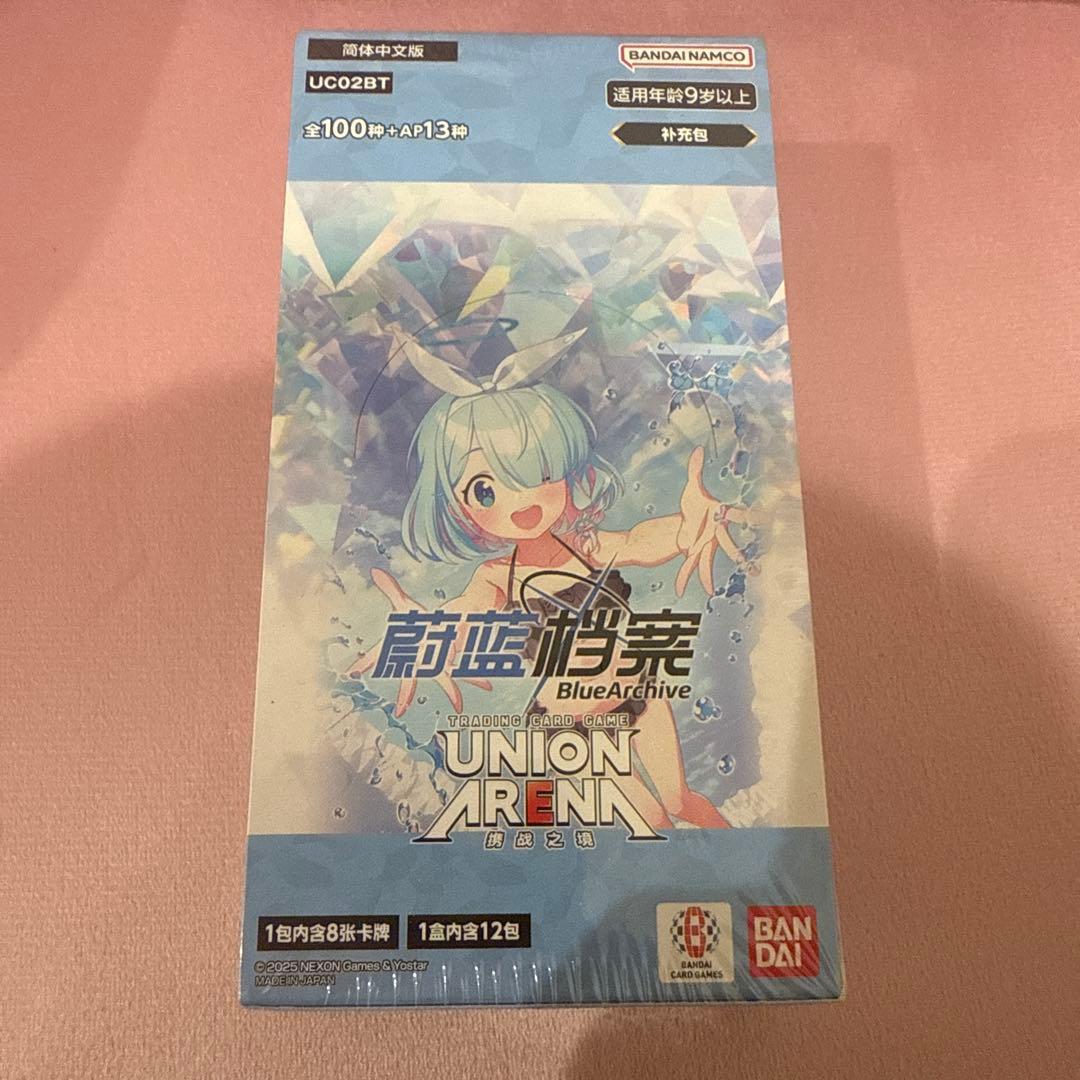 简体中文版
BANDAI NAMCO
UC02BT
适用年龄9岁以上
全100种+AP13种
补充包
蔚蓝档案
BlueArchive
TRADING CARD GAME
UNION
ARENA
携战之境
1包内含8张卡牌
1盒内含12包
BANDAI
CARD GAMES
BAN
DAI
© 2025 NEXON Games & Yostar
MADE IN JAPAN